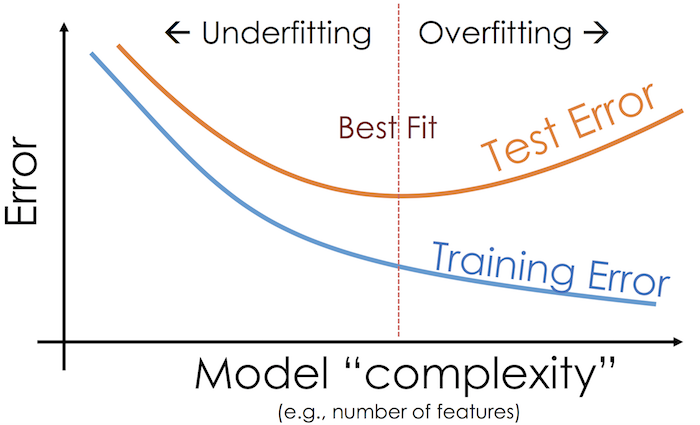 ← Underfitting
Overfitting →
Best Fit
Test Error
Error
Training Error
Model “complexity”
(e.g., number of features)